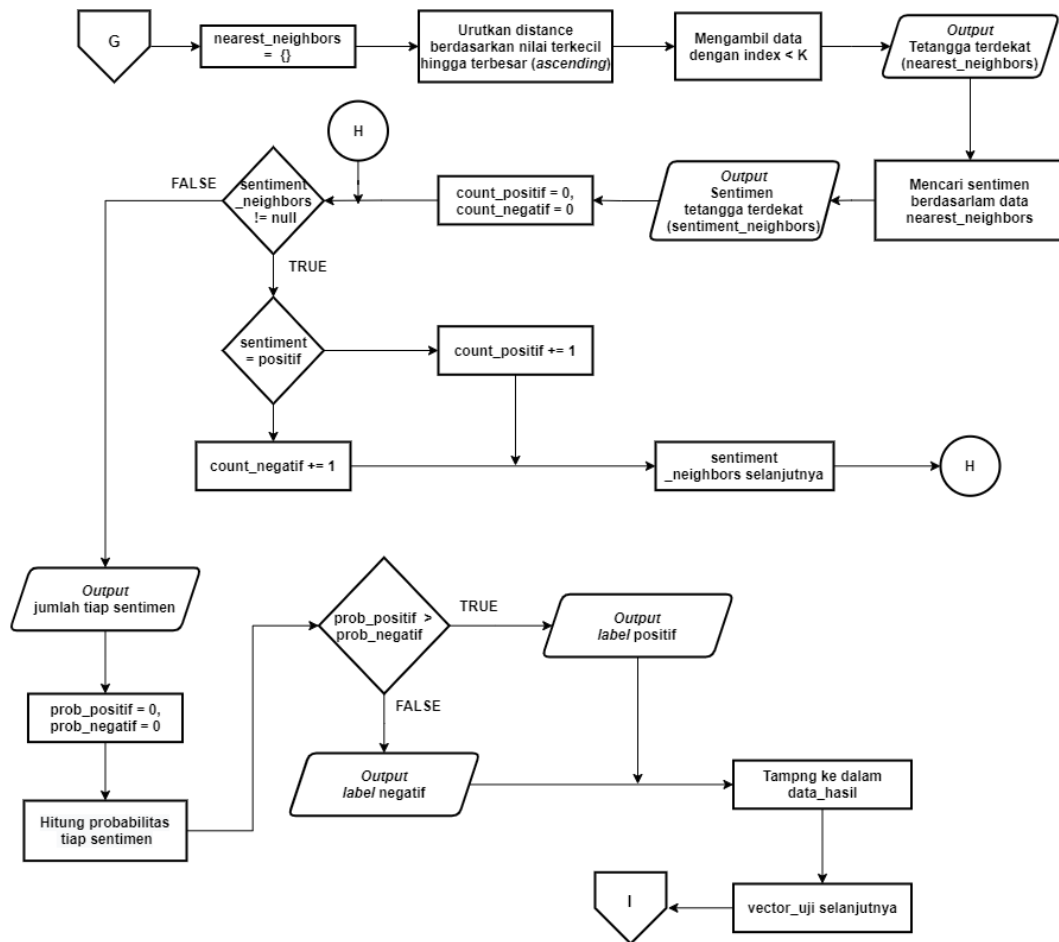 G
nearest_neighbors
= {}
Urutkan distance
berdasarkan nilai terkecil
hingga terbesar (ascending)
Mengambil data
dengan index < K
Output
Tetangga terdekat
(nearest_neighbors)
Mencari sentimen
berdasarlam data
nearest_neighbors
Output
Sentimen
tetangga terdekat
(sentiment_neighbors)
count_positif = 0,
count_negatif = 0
H
sentiment
_neighbors
!= null
FALSE
TRUE
sentiment
= positif
count_positif += 1
count_negatif += 1
sentiment
_neighbors selanjutnya
H
Output
jumlah tiap sentimen
prob_positif = 0,
prob_negatif = 0
Hitung probabilitas
tiap sentimen
prob_positif >
prob_negatif
TRUE
FALSE
Output
label positif
Output
label negatif
Tampng ke dalam
data_hasil
vector_uji selanjutnya
I